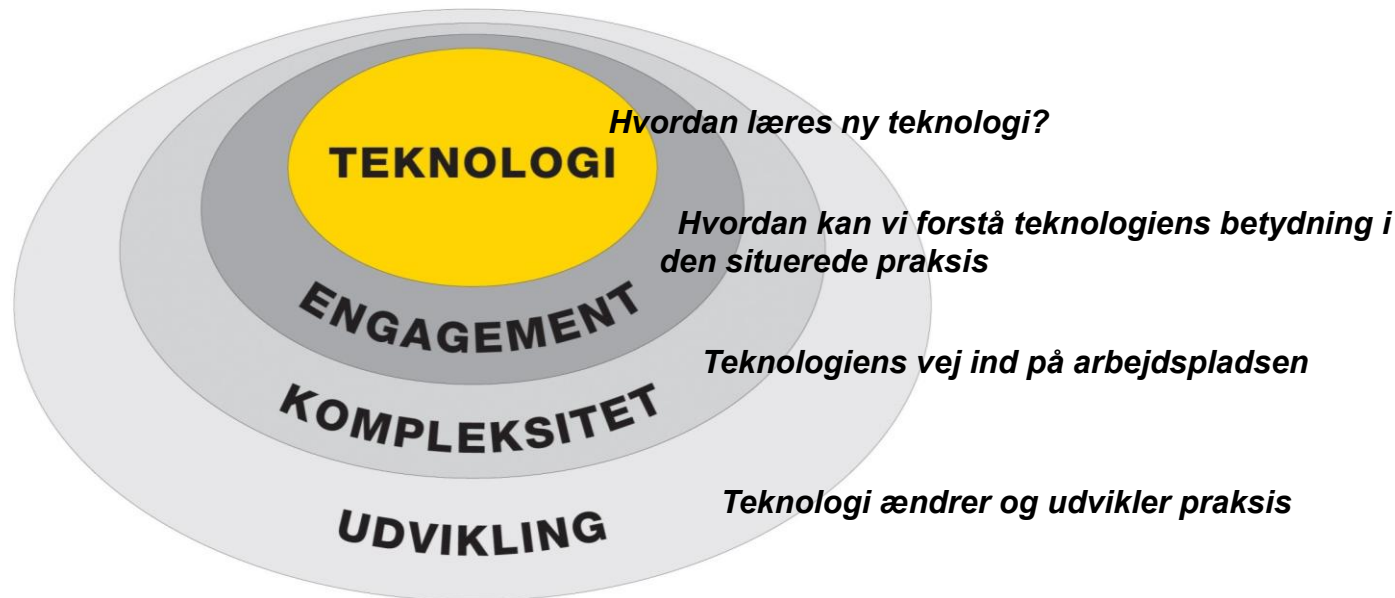 Hvordan læres ny teknologi?
TEKNOLOGI
Hvordan kan vi forstå teknologiens betydning i
den situerede praksis
ENGAGEMENT
Teknologiens vej ind på arbejdspladsen
KOMPLEKSITET
Teknologi ændrer og udvikler praksis
UDVIKLING